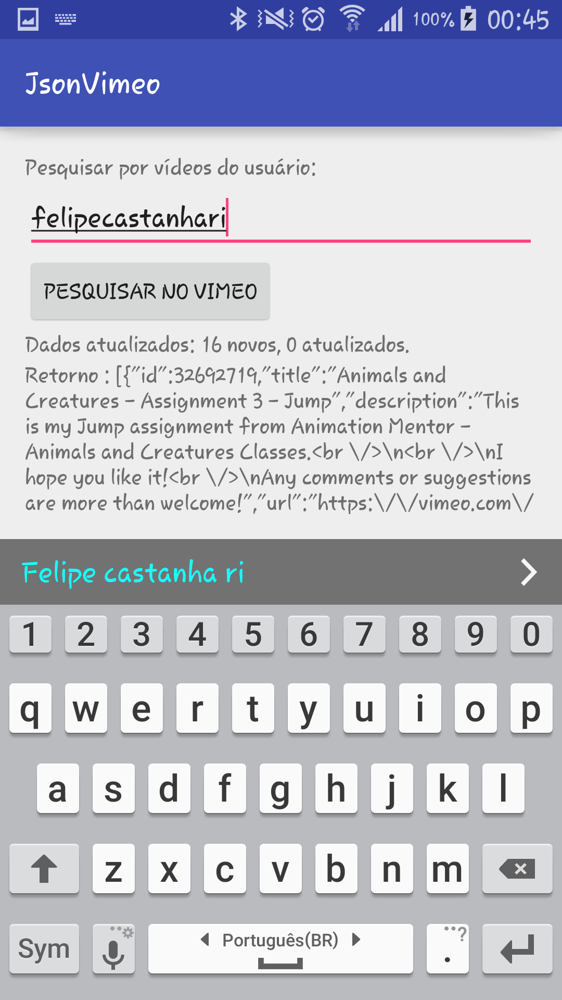 100% 00:45
JsonVimeo
Pesquisar por vídeos do usuário:
felipecastanhari
PESQUISAR NO VIMEO
Dados atualizados: 16 novos, 0 atualizados.
Retorno : [{"id":32692719,"title":"Animals and
Creatures – Assignment 3 – Jump","description":"This
is my Jump assignment from Animation Mentor –
Animals and Creatures Classes.<br \/>\n<br \/>\nI
hope you like it!<br \/>\nAny comments or suggestions
are more than welcome!","url":"https:\/\/vimeo.com\/
Felipe castanha ri
1 2 3 4 5 6 7 8 9 0
q w e r t y u i o p
a s d f g h j k l
z x c v b n m
Sym Português(BR) . ?